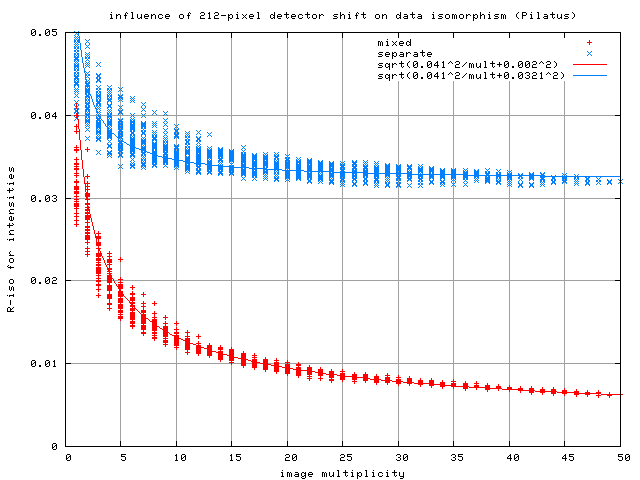 influence of 212-pixel detector shift on data isomorphism (Pilatus)
mixed
separate
sqrt(0.041^2/mult+0.002^2)
sqrt(0.041^2/mult+0.0321^2)
R-iso for intensities
0.05
0.04
0.03
0.02
0.01
0
0 5 10 15 20 25 30 35 40 45 50
image multiplicity